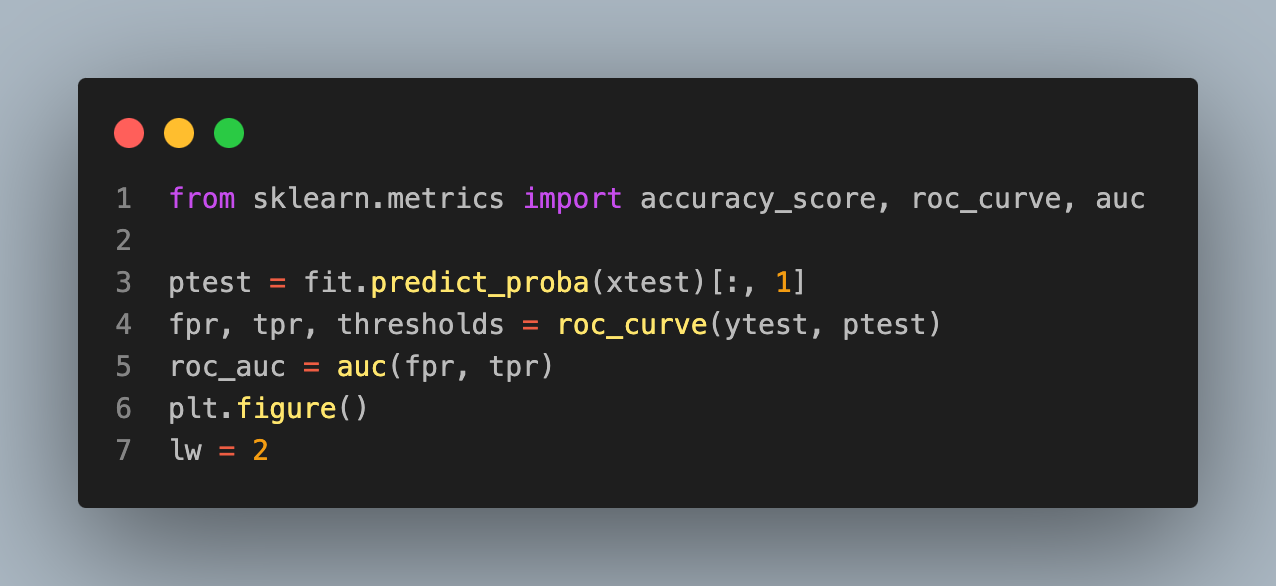 1 from sklearn.metrics import accuracy_score, roc_curve, auc
2
3 ptest = fit.predict_proba(xtest)[:, 1]
4 fpr, tpr, thresholds = roc_curve(ytest, ptest)
5 roc_auc = auc(fpr, tpr)
6 plt.figure()
7 lw = 2